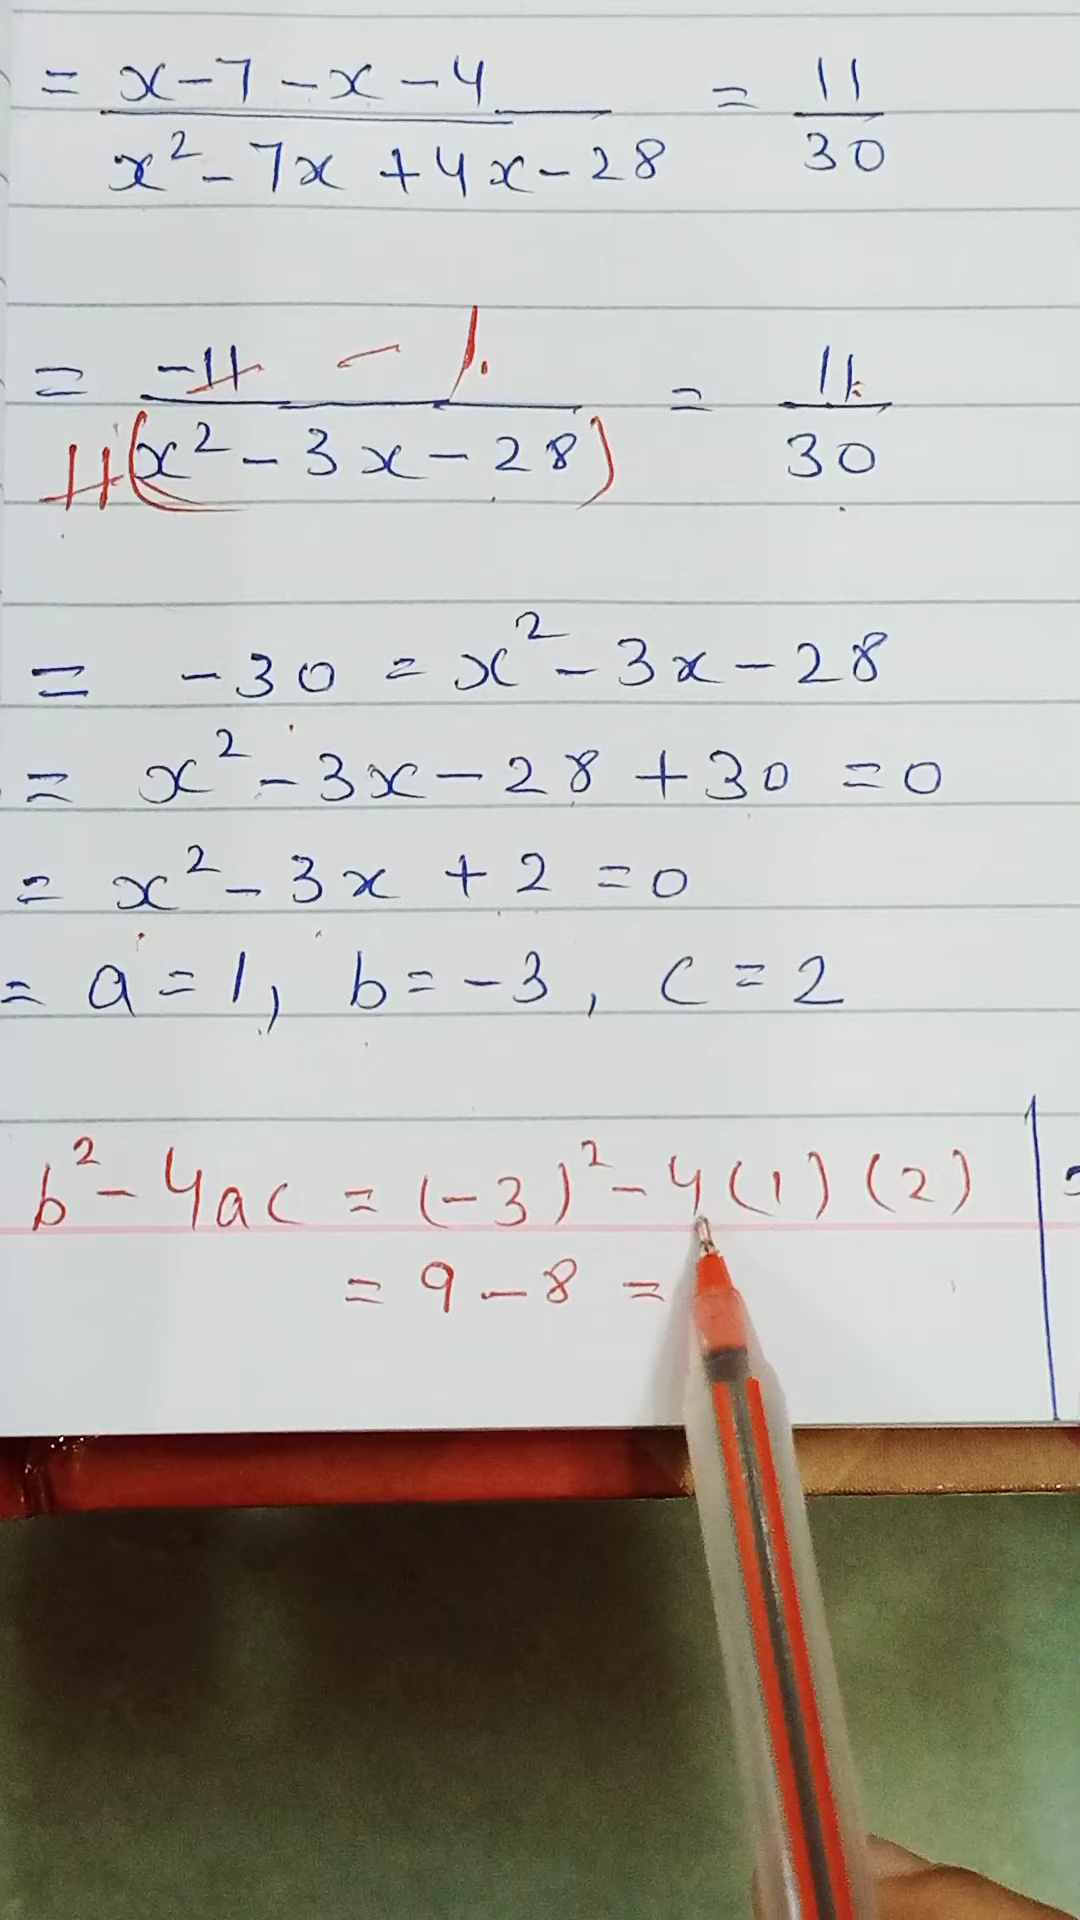 = x-7-x-4 / x²-7x+4x-28 = 11/30
= -11 - 1 / 11(x²-3x-28) = 11/30
= -30 = x²-3x-28
= x²-3x-28+30=0
= x²-3x+2=0
= a=1, b=-3, c=2
b²-4ac = (-3)²-4(1)(2)
= 9-8 =